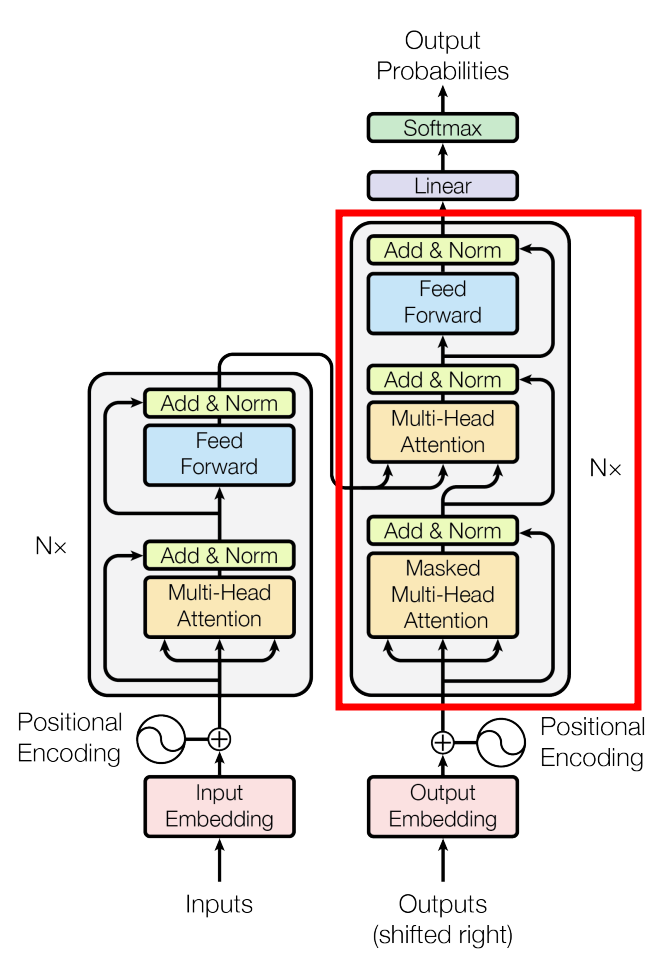 Output
Probabilities
Softmax
Linear
Add & Norm
Feed
Forward
Add & Norm
Multi-Head
Attention
Add & Norm
Masked
Multi-Head
Attention
N×
Add & Norm
Feed
Forward
Add & Norm
Multi-Head
Attention
N×
Positional
Encoding
Positional
Encoding
Input
Embedding
Output
Embedding
Inputs
Outputs
(shifted right)